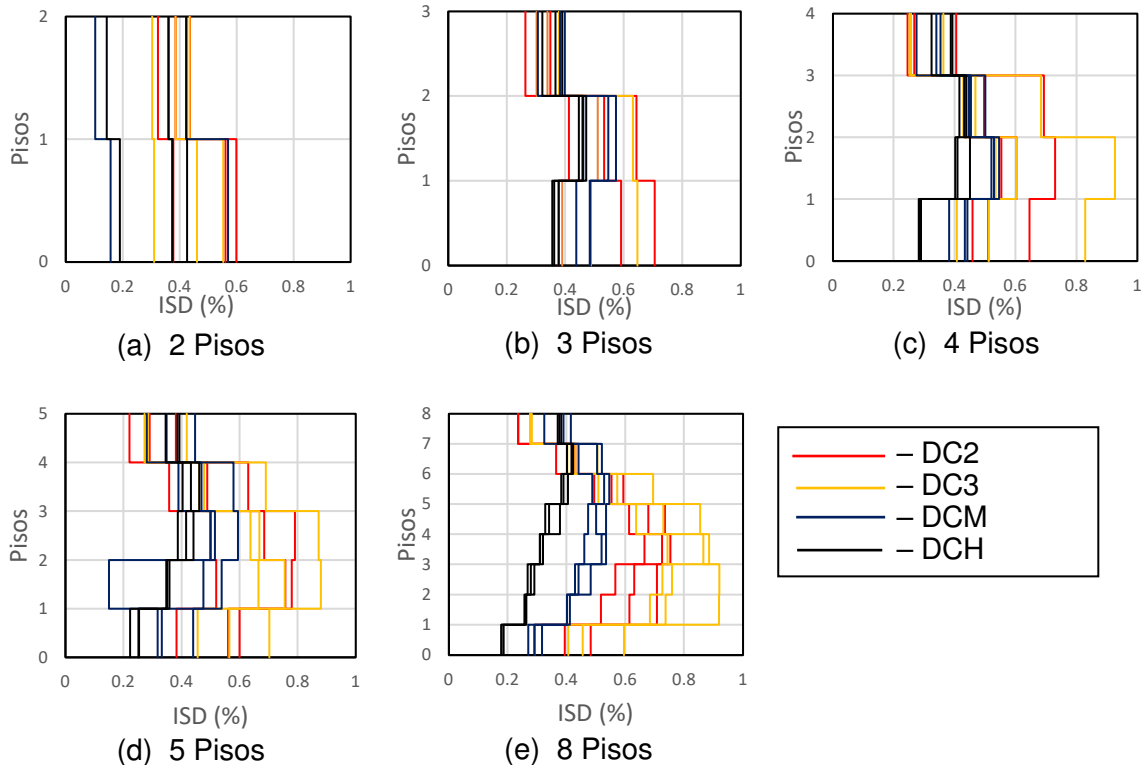 2
1
0
Pisos
0 0.2 0.4 0.6 0.8 1
ISD (%)
(a) 2 Pisos
3
2
1
0
Pisos
0 0.2 0.4 0.6 0.8 1
ISD (%)
(b) 3 Pisos
4
3
2
1
0
Pisos
0 0.2 0.4 0.6 0.8 1
ISD (%)
(c) 4 Pisos
5
4
3
2
1
0
Pisos
0 0.2 0.4 0.6 0.8 1
ISD (%)
(d) 5 Pisos
8
7
6
5
4
3
2
1
0
Pisos
0 0.2 0.4 0.6 0.8 1
ISD (%)
(e) 8 Pisos
– DC2
– DC3
– DCM
– DCH